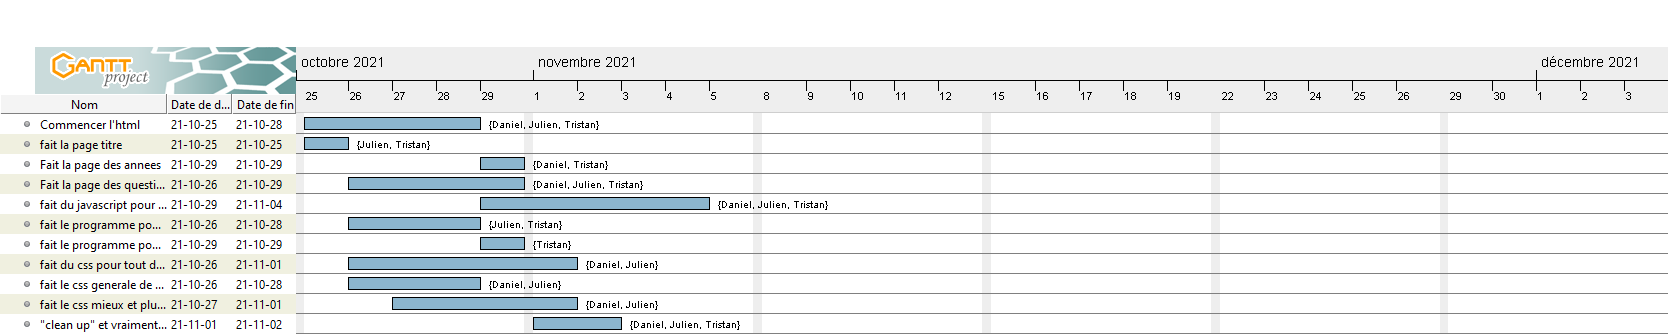 GANTT
project
octobre 2021 novembre 2021 décembre 2021
25 26 27 28 29 1 2 3 4 5 8 9 10 11 12 15 16 17 18 19 22 23 24 25 26 29 30 1 2 3
Nom Date de d... Date de fin
Commencer l'html 21-10-25 21-10-28 {Daniel, Julien, Tristan}
fait la page titre 21-10-25 21-10-25 {Julien, Tristan}
Fait la page des annees 21-10-29 21-10-29 {Daniel, Tristan}
Fait la page des questi... 21-10-26 21-10-29 {Daniel, Julien, Tristan}
fait du javascript pour ... 21-10-29 21-11-04 {Daniel, Julien, Tristan}
fait le programme po... 21-10-26 21-10-28 {Julien, Tristan}
fait le programme po... 21-10-29 21-10-29 {Tristan}
fait du css pour tout d... 21-10-26 21-11-01 {Daniel, Julien}
fait le css generale de ... 21-10-26 21-10-28 {Daniel, Julien}
fait le css mieux et plu... 21-10-27 21-11-01 {Daniel, Julien}
"clean up" et vraiment... 21-11-01 21-11-02 {Daniel, Julien, Tristan}